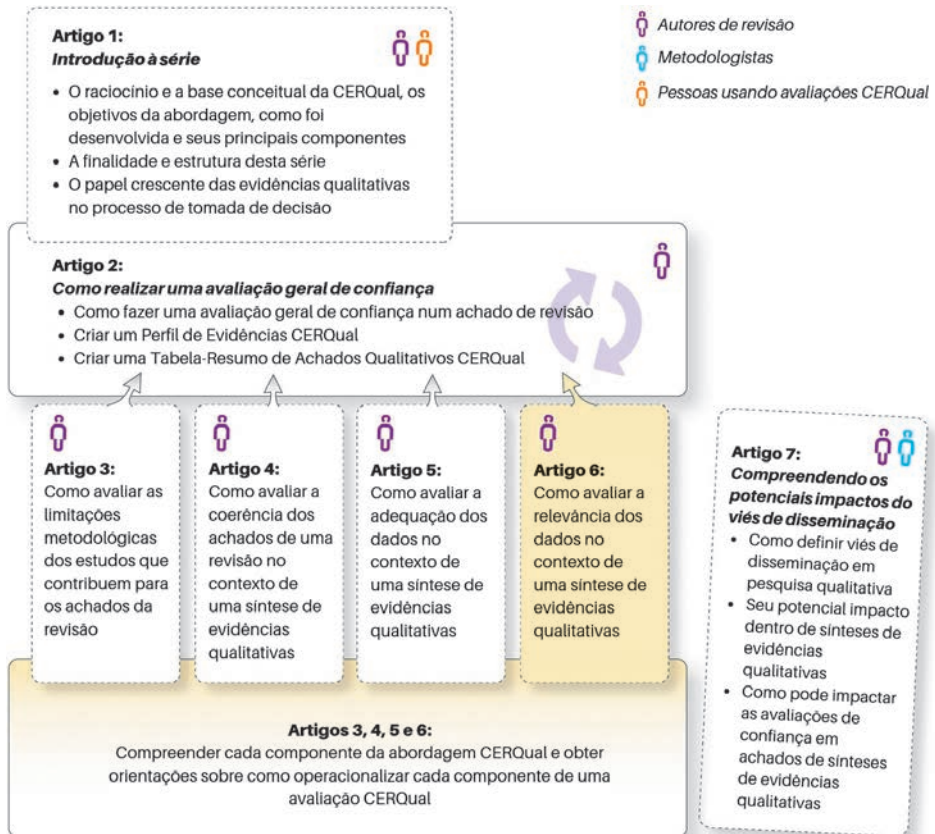 Artigo 1:
Introdução à série
• O raciocínio e a base conceitual da CERQual, os
objetivos da abordagem, como foi
desenvolvida e seus principais componentes
• A finalidade e estrutura desta série
• O papel crescente das evidências qualitativas
no processo de tomada de decisão
Autores de revisão
Metodologistas
Pessoas usando avaliações CERQual
Artigo 2:
Como realizar uma avaliação geral de confiança
• Como fazer uma avaliação geral de confiança num achado de revisão
• Criar um Perfil de Evidências CERQual
• Criar uma Tabela-Resumo de Achados Qualitativos CERQual
Artigo 3:
Como avaliar as
limitações
metodológicas
dos estudos que
contribuem para
os achados da
revisão
Artigo 4:
Como avaliar a
coerência dos
achados de uma
revisão no
contexto de
uma síntese de
evidências
qualitativas
Artigo 5:
Como avaliar a
adequação dos
dados no
contexto de
uma síntese de
evidências
qualitativas
Artigo 6:
Como avaliar a
relevância dos
dados no
contexto de
uma síntese de
evidências
qualitativas
Artigo 7:
Compreendendo os
potenciais impactos do
viés de disseminação
• Como definir viés de
disseminação em
pesquisa qualitativa
• Seu potencial impacto
dentro de sínteses de
evidências
qualitativas
• Como pode impactar
as avaliações de
confiança em
achados de sínteses
de evidências
qualitativas
Artigos 3, 4, 5 e 6:
Compreender cada componente da abordagem CERQual e obter
orientações sobre como operacionalizar cada componente de uma
avaliação CERQual